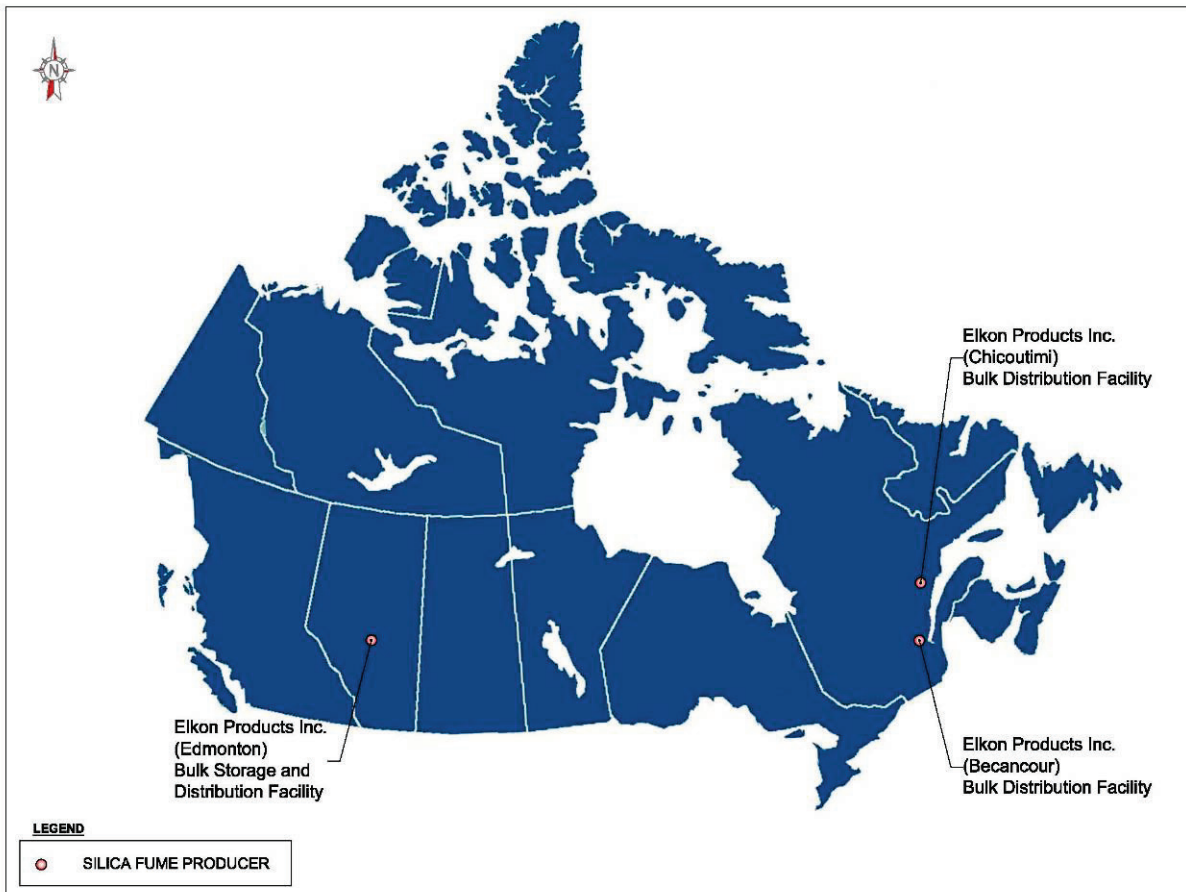 N
Elkon Products Inc.
(Chicoutimi)
Bulk Distribution Facility
Elkon Products Inc.
(Edmonton)
Bulk Storage and
Distribution Facility
Elkon Products Inc.
(Becancour)
Bulk Distribution Facility
LEGEND
SILICA FUME PRODUCER